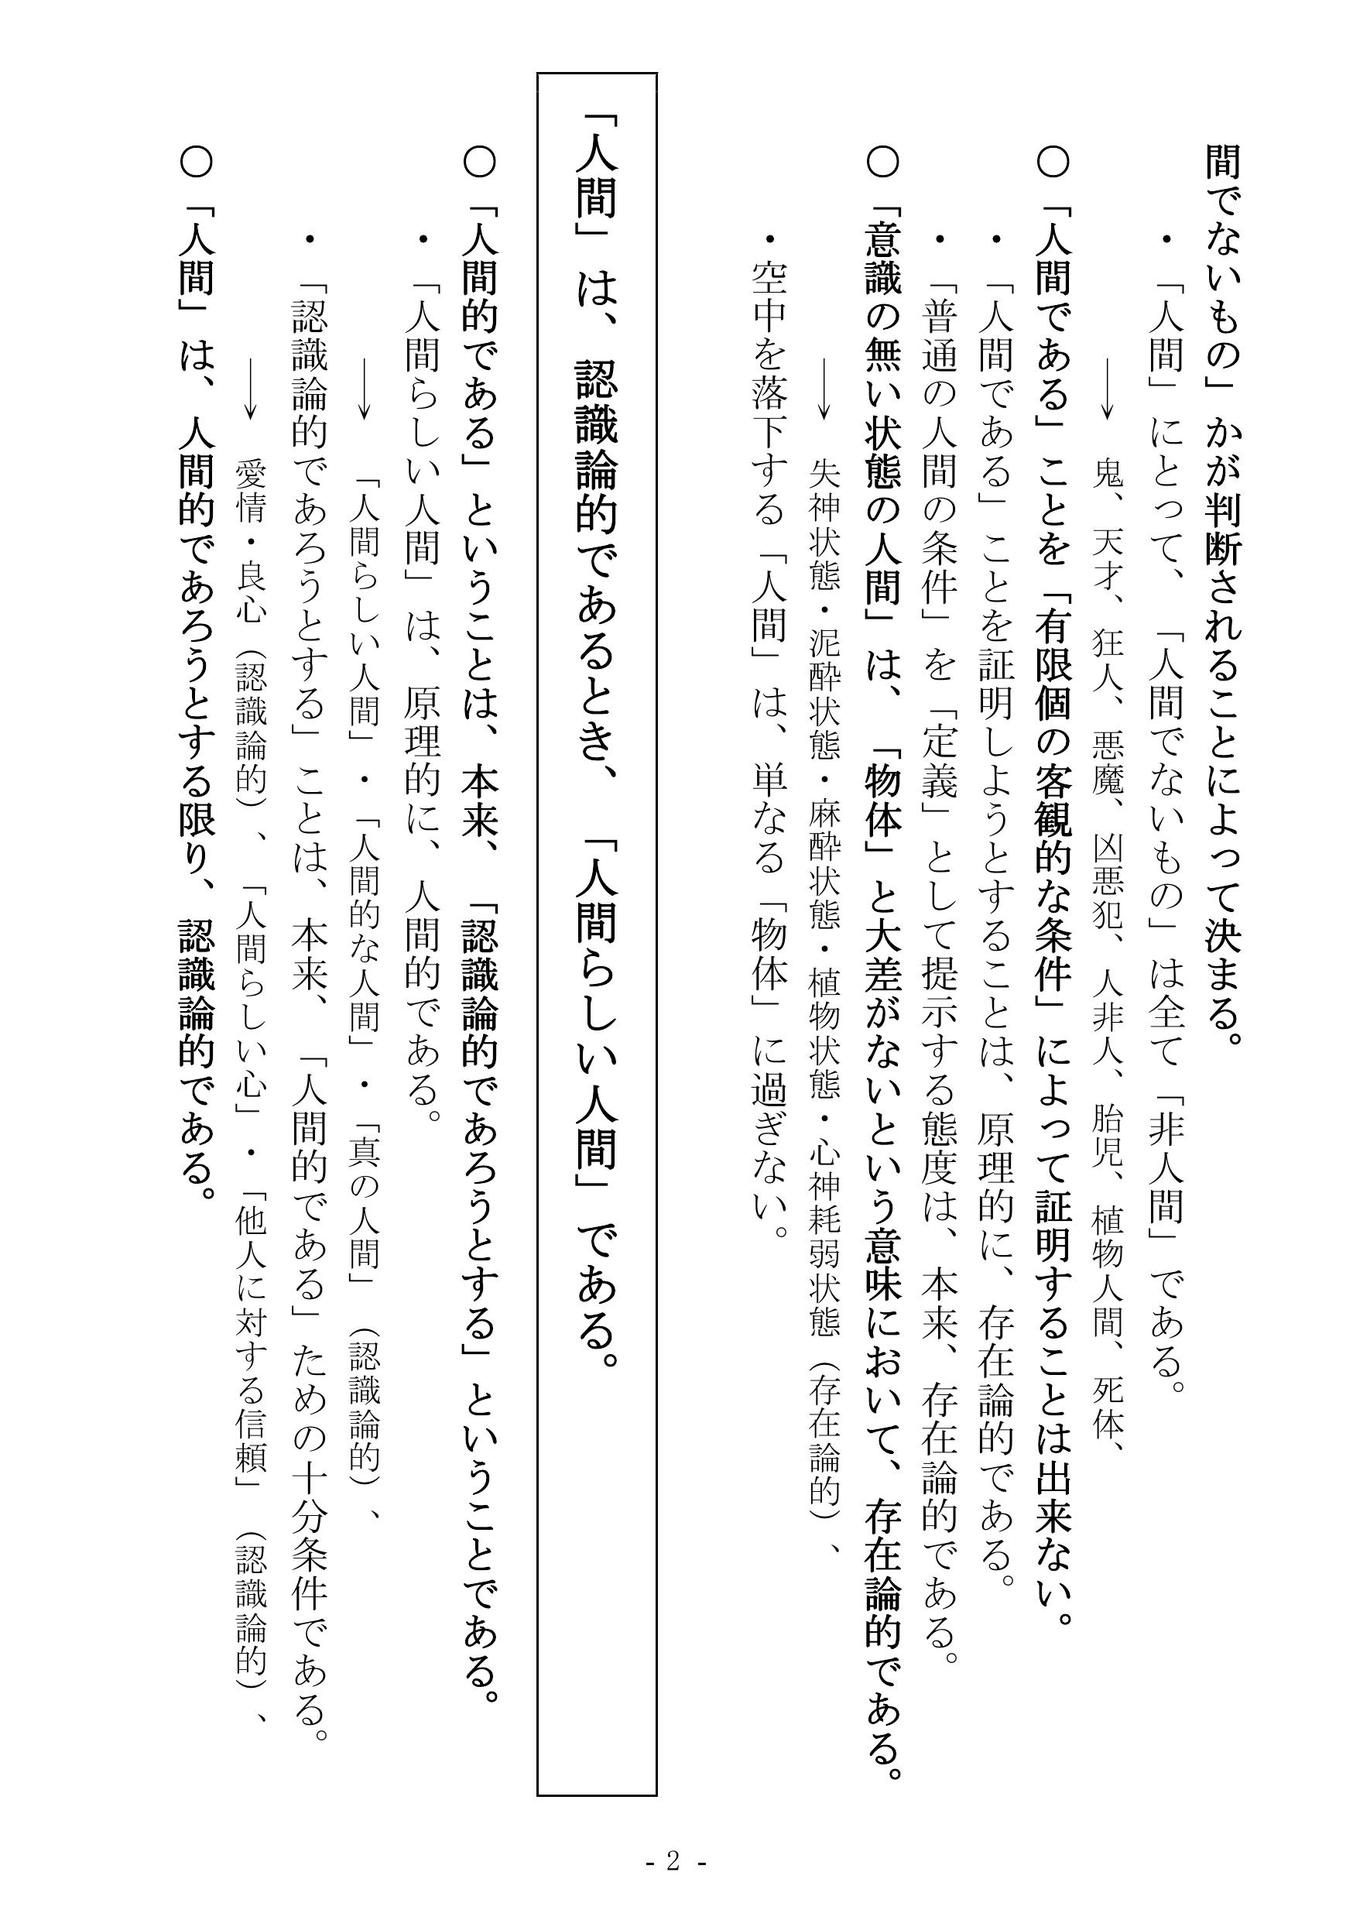 間でないもの」かが判断されることによって決まる。
・「人間」にとって、「人間でないもの」は全て「非人間」である。
→ 鬼、天才、狂人、悪魔、凶悪犯、人非人、胎児、植物人間、死体、
○「人間である」ことを「有限個の客観的な条件」によって証明することは出来ない。
・「人間である」ことを証明しようとすることは、原理的に、存在論的である。
・「普通の人間の条件」を「定義」として提示する態度は、本来、存在論的である。
○「意識の無い状態の人間」は、「物体」と大差がないという意味において、存在論的である。
→ 失神状態・泥酔状態・麻酔状態・植物状態・心神耗弱状態（存在論的）、
・空中を落下する「人間」は、単なる「物体」に過ぎない。
「人間」は、認識論的であるとき、「人間らしい人間」である。
○「人間的である」ということは、本来、「認識論的であろうとする」ということである。
・「人間らしい人間」は、原理的に、人間的である。
→ 「人間らしい人間」・「人間的な人間」・「真の人間」（認識論的）、
・「認識論的であろうとする」ことは、本来、「人間的である」ための十分条件である。
→ 愛情・良心（認識論的）、「人間らしい心」・「他人に対する信頼」（認識論的）、
○「人間」は、人間的であろうとする限り、認識論的である。
- 2 -